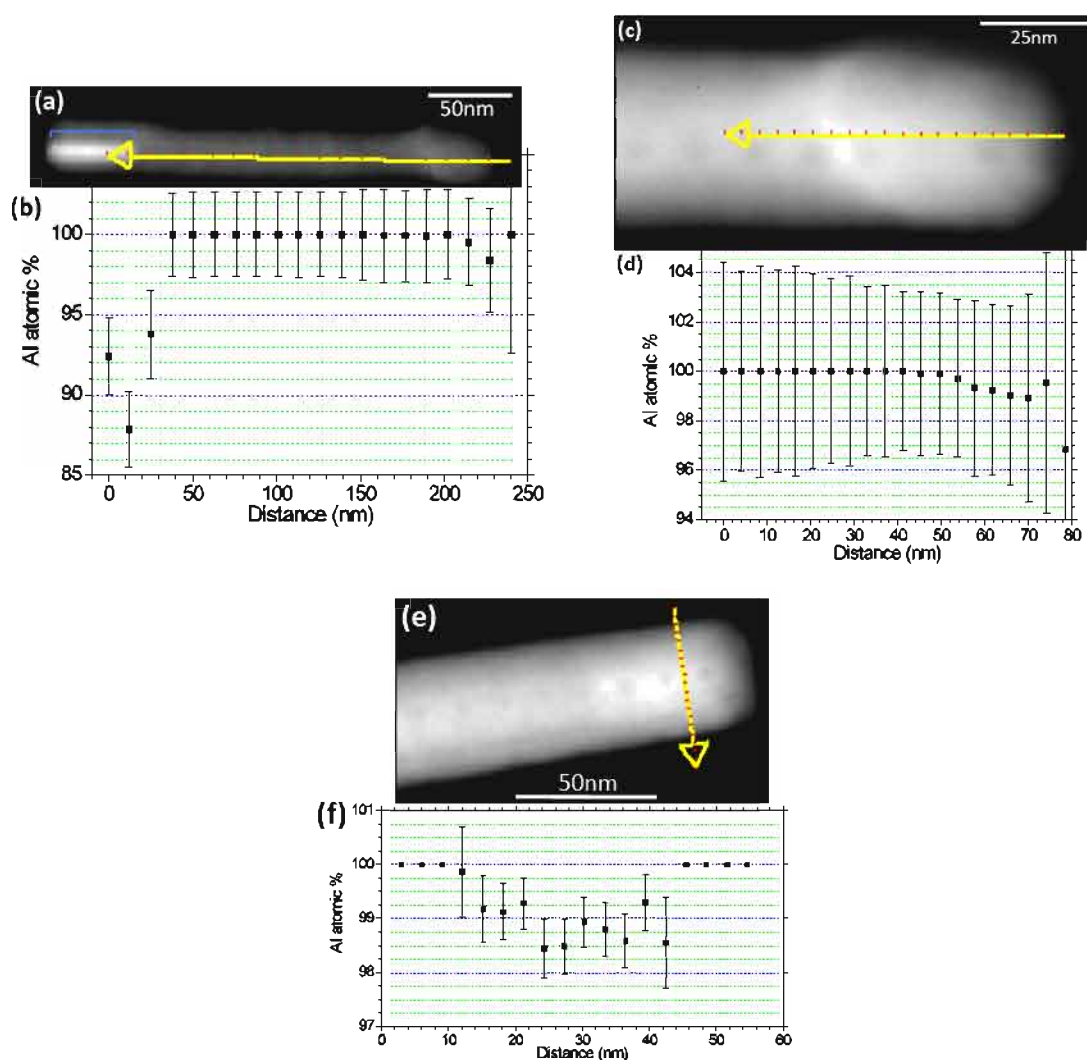 (a)
50nm
(b)
Al atomic %
100
95
90
85
0 50 100 150 200 250
Distance (nm)
(c)
25nm
(d)
Al atomic %
104
102
100
98
96
94
0 10 20 30 40 50 60 70 80
Distance (nm)
(e)
50nm
(f)
Al atomic %
101
100
99
98
97
0 10 20 30 40 50 60
Distance (nm)